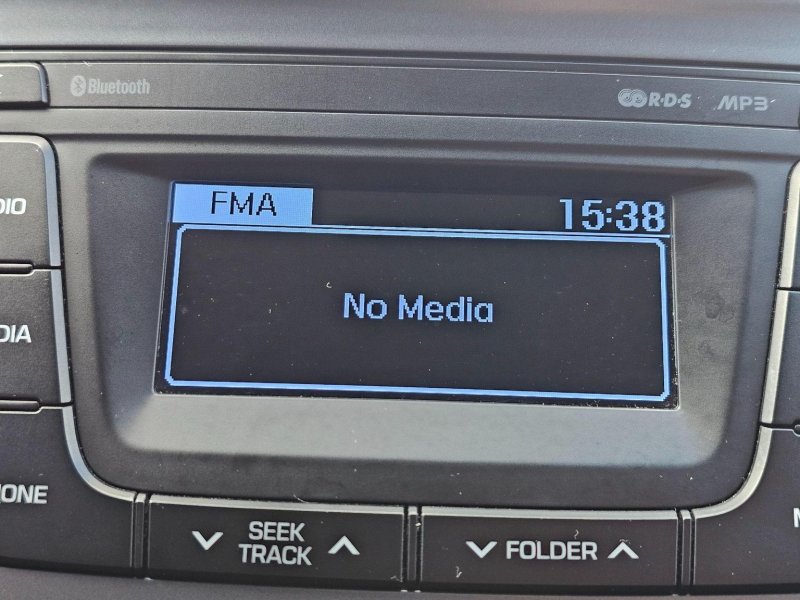 Bluetooth
R·D·S MP3
FMA 15:38
No Media
SEEK
TRACK
FOLDER